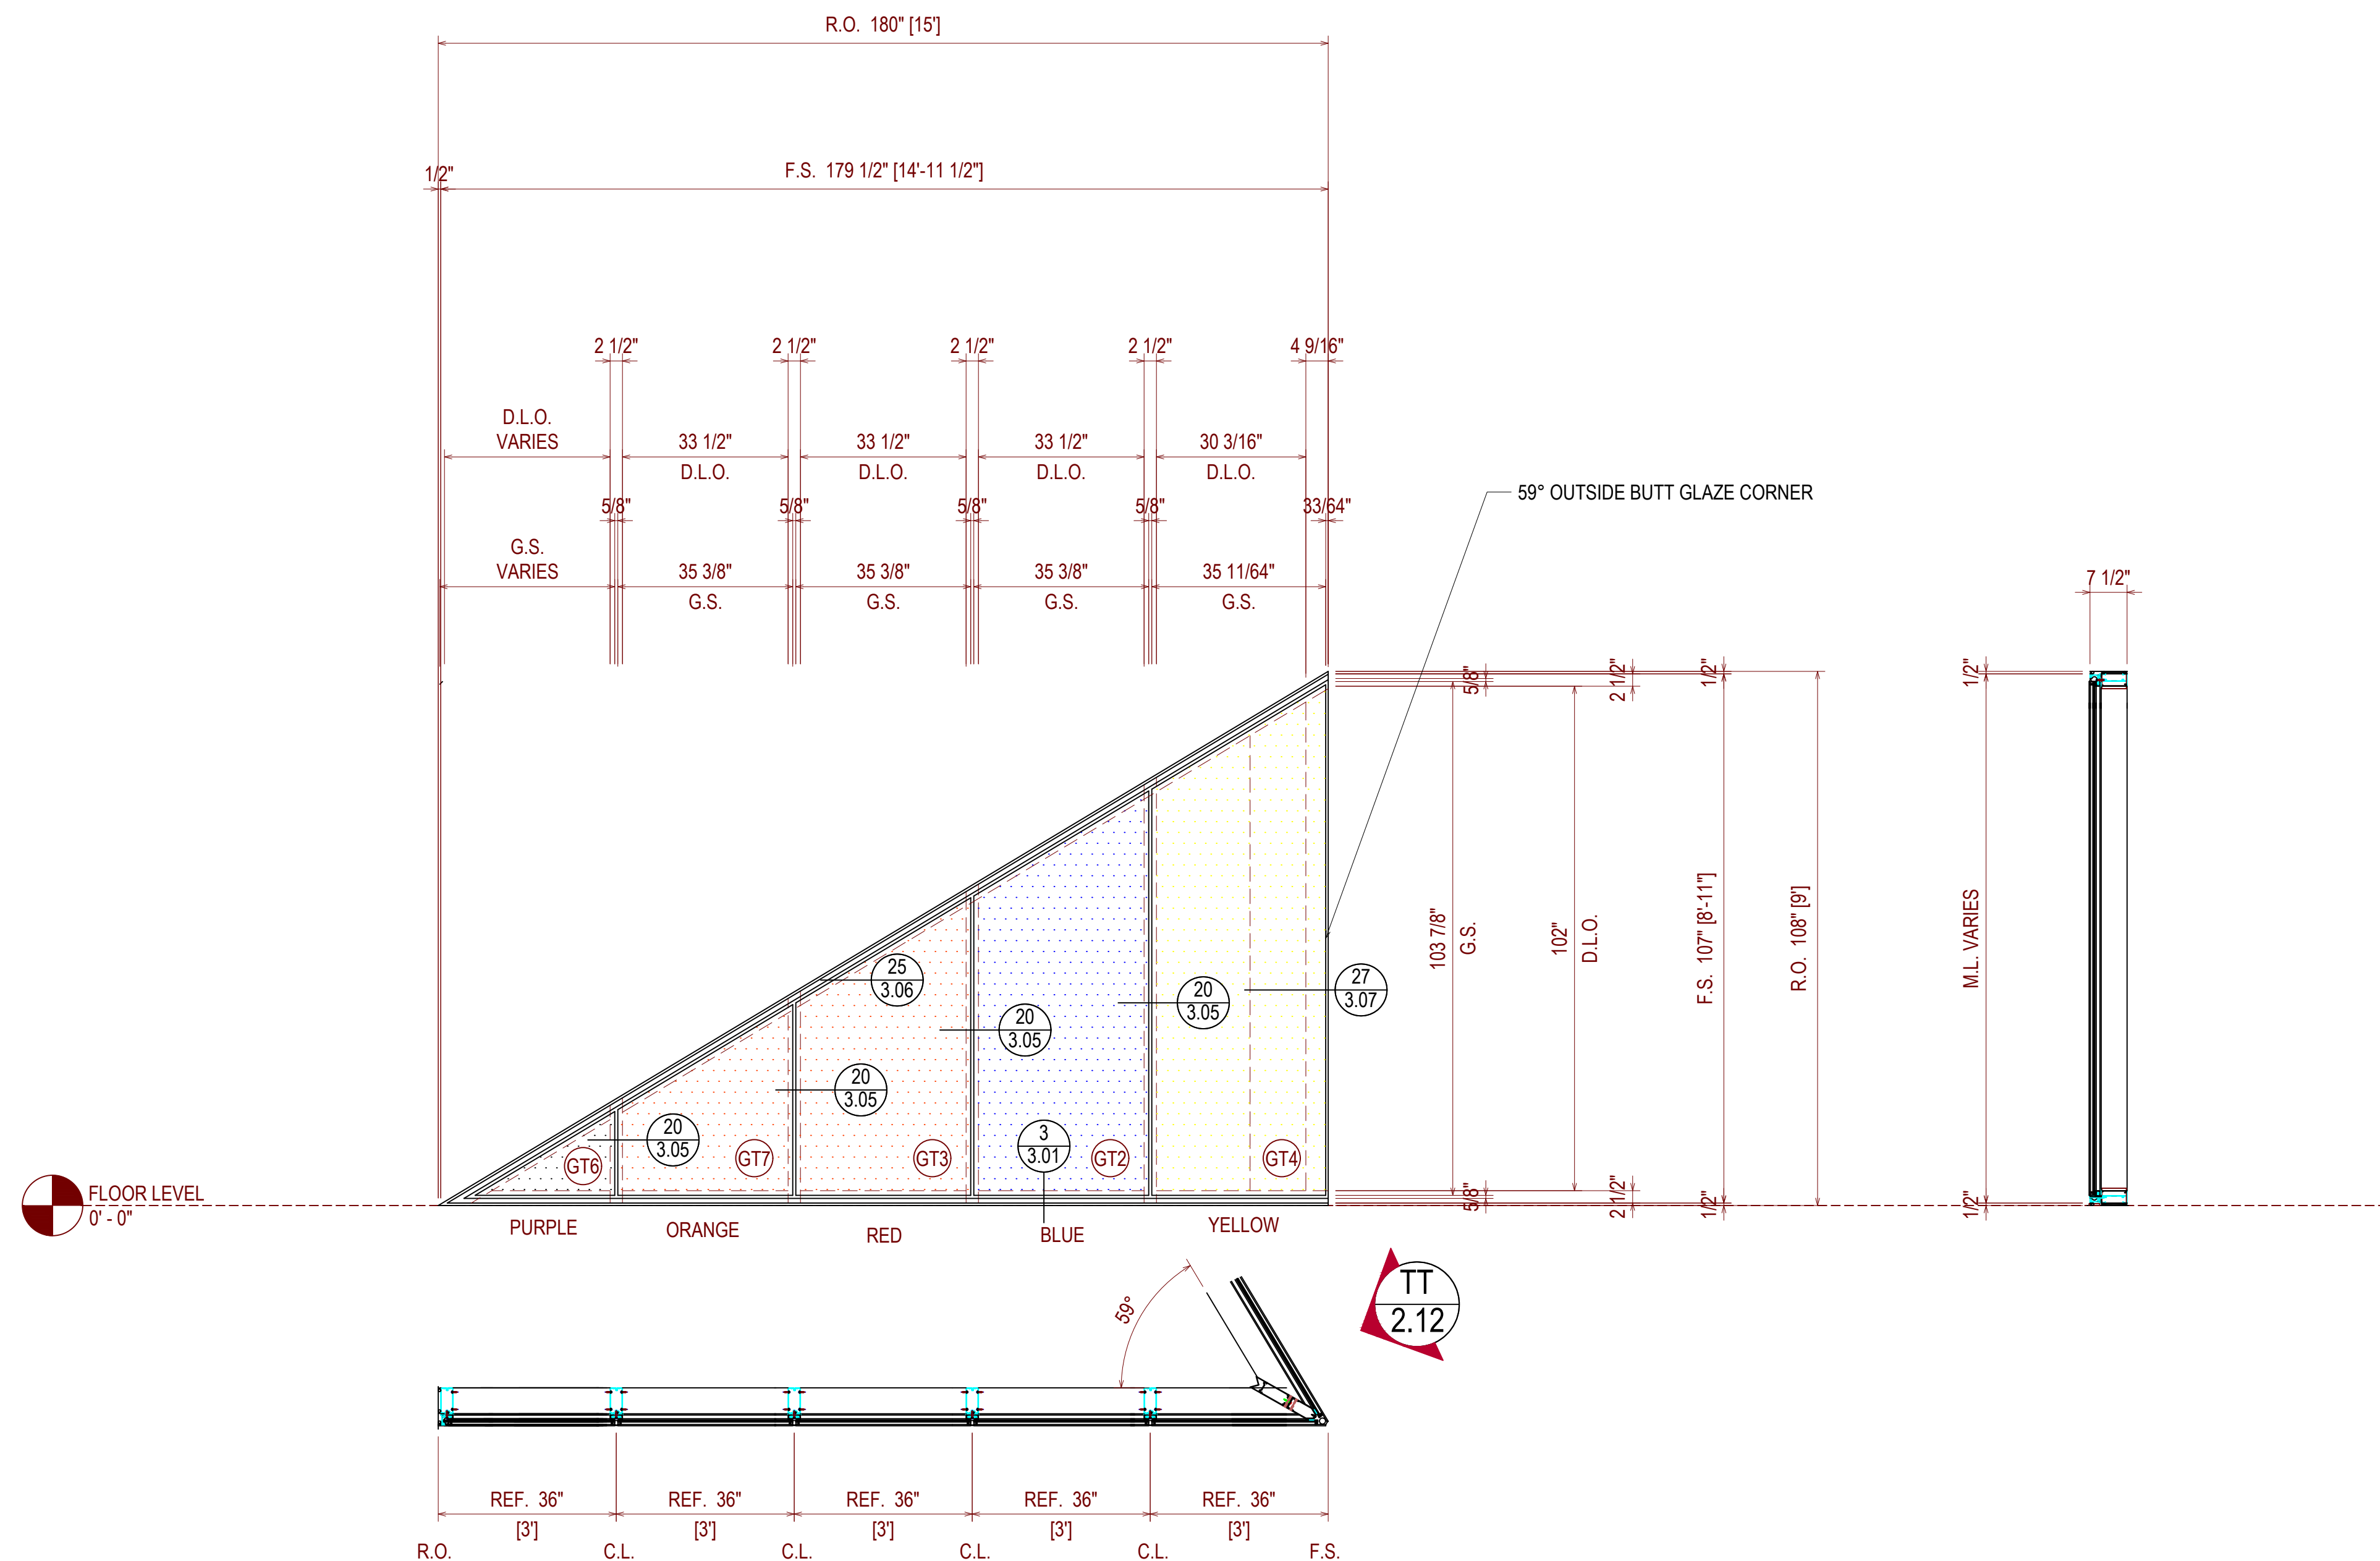 R.O. 180" [15']
1/2"
F.S. 179 1/2" [14'-11 1/2"]
2 1/2"
2 1/2"
2 1/2"
2 1/2"
4 9/16"
D.L.O.
VARIES
33 1/2"
D.L.O.
33 1/2"
D.L.O.
33 1/2"
D.L.O.
30 3/16"
D.L.O.
5/8"
5/8"
5/8"
5/8"
33/64"
59° OUTSIDE BUTT GLAZE CORNER
G.S.
VARIES
35 3/8"
G.S.
35 3/8"
G.S.
35 3/8"
G.S.
35 11/64"
G.S.
7 1/2"
5/8"
2 1/2"
1/2"
1/2"
103 7/8"
G.S.
102"
D.L.O.
F.S. 107" [8'-11"]
R.O. 108" [9']
M.L. VARIES
25
3.06
20
3.05
27
3.07
20
3.05
20
3.05
20
3.05
3
3.01
GT6
GT7
GT3
GT2
GT4
5/8"
2 1/2"
1/2"
1/2"
FLOOR LEVEL
0' - 0"
PURPLE
ORANGE
RED
BLUE
YELLOW
TT
2.12
59°
REF. 36"
[3']
REF. 36"
[3']
REF. 36"
[3']
REF. 36"
[3']
REF. 36"
[3']
R.O.
C.L.
C.L.
C.L.
C.L.
F.S.